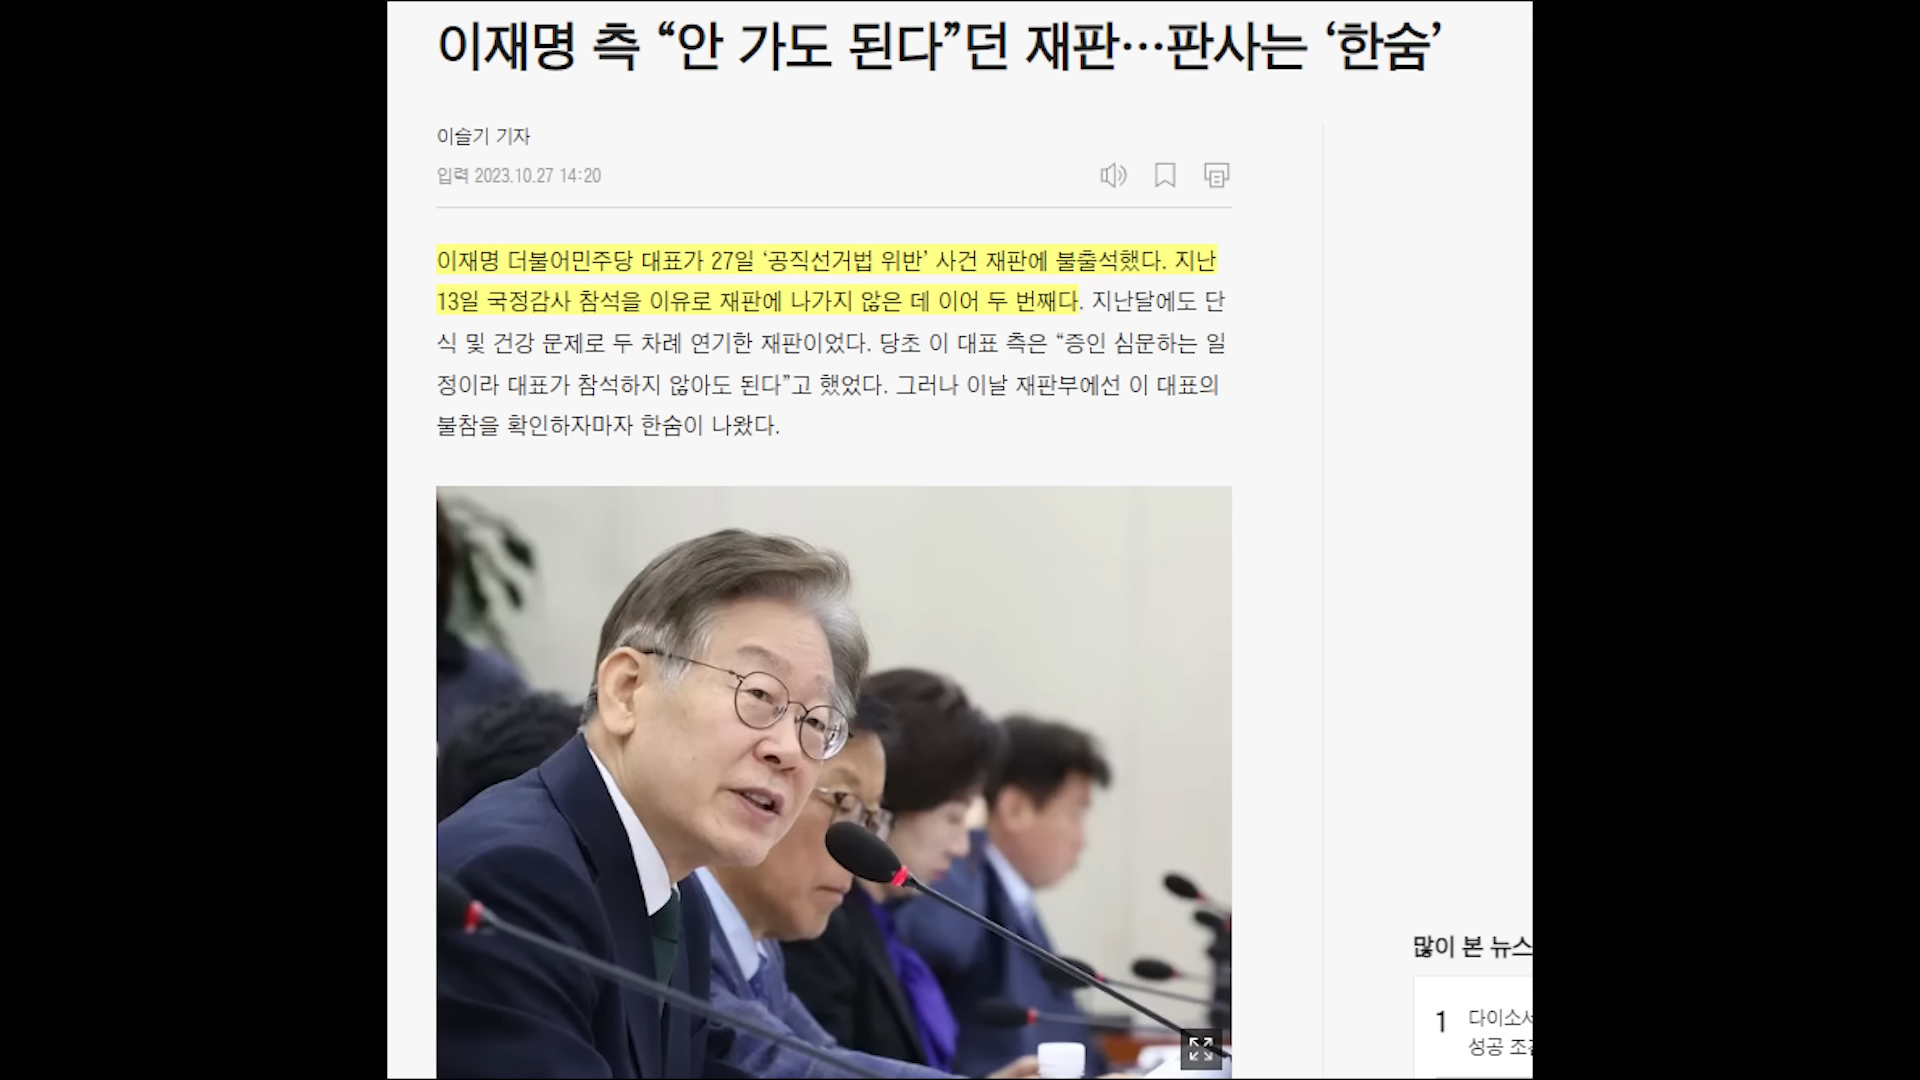 이재명 측 “안 가도 된다”던 재판…판사는 ‘한숨’
이슬기 기자
입력 2023.10.27 14:20
이재명 더불어민주당 대표가 27일 ‘공직선거법 위반’ 사건 재판에 불출석했다. 지난
13일 국정감사 참석을 이유로 재판에 나가지 않은 데 이어 두 번째다. 지난달에도 단
식 및 건강 문제로 두 차례 연기한 재판이었다. 당초 이 대표 측은 “증인 심문하는 일
정이라 대표가 참석하지 않아도 된다”고 했었다. 그러나 이날 재판부에선 이 대표의
불참을 확인하자마자 한숨이 나왔다.
많이 본 뉴스
1 다이소서
성공 조건